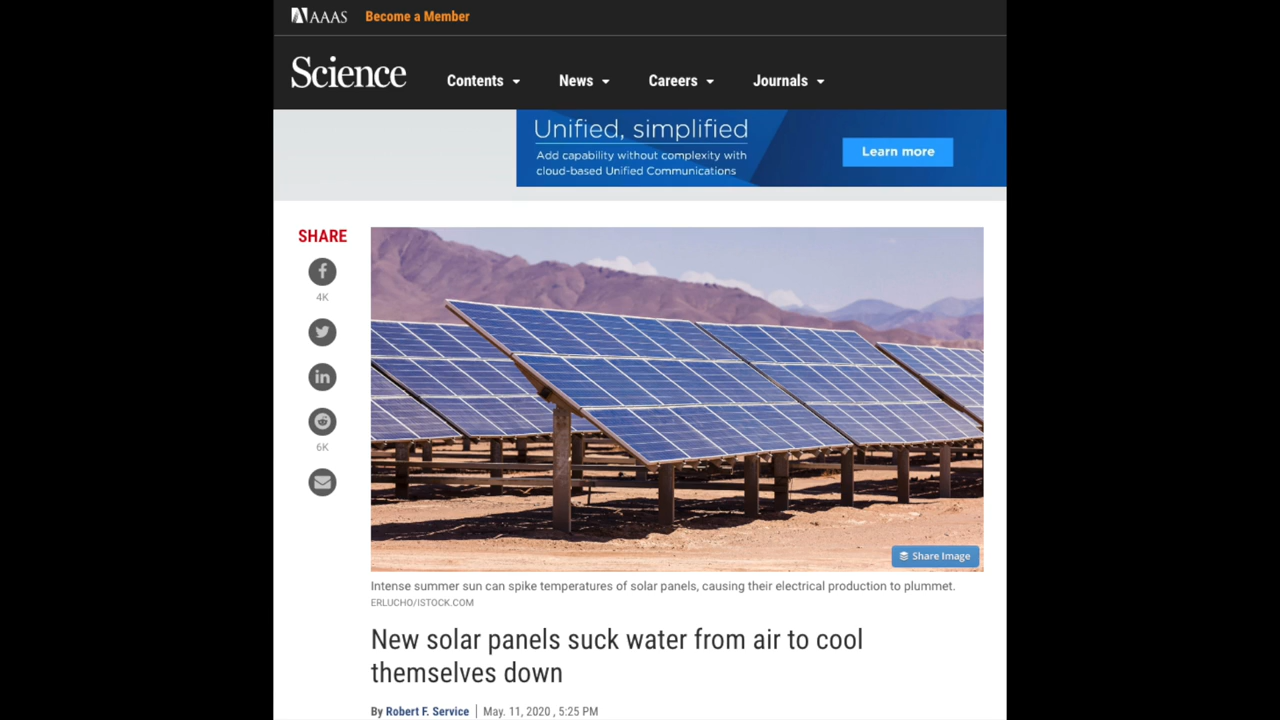 AAAS
Become a Member
Science
Contents
News
Careers
Journals
Unified, simplified
Add capability without complexity with
cloud-based Unified Communications
Learn more
SHARE
4K
6K
Share Image
Intense summer sun can spike temperatures of solar panels, causing their electrical production to plummet.
ERLUCHO/ISTOCK.COM
New solar panels suck water from air to cool
themselves down
By Robert F. Service | May. 11, 2020 , 5:25 PM